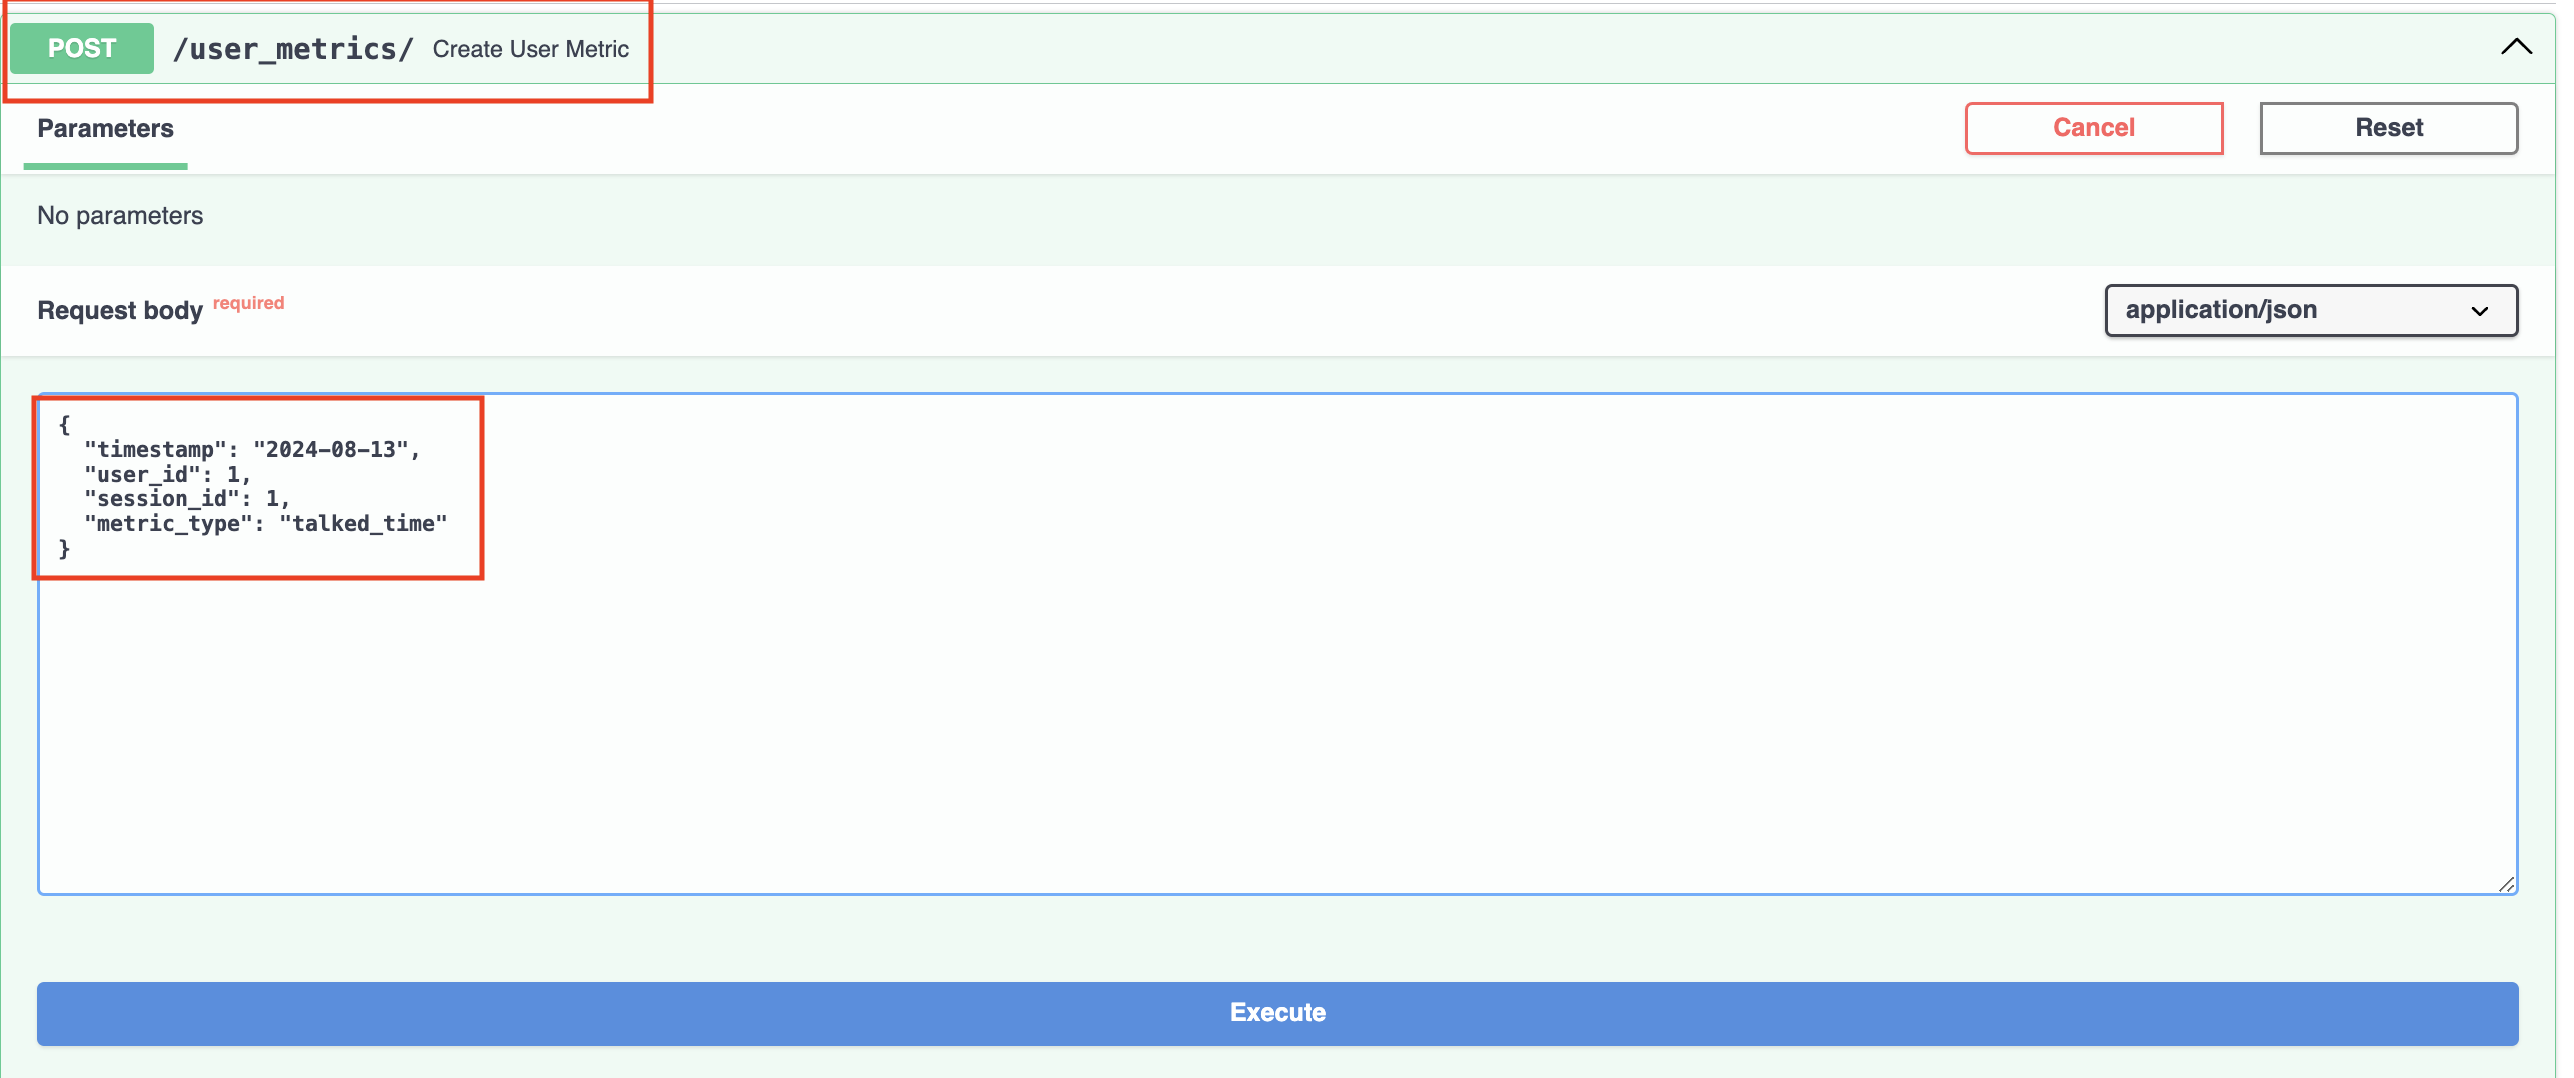 POST /user_metrics/ Create User Metric
Parameters
Cancel
Reset
No parameters
Request body required
application/json
{
  "timestamp": "2024-08-13",
  "user_id": 1,
  "session_id": 1,
  "metric_type": "talked_time"
}
Execute